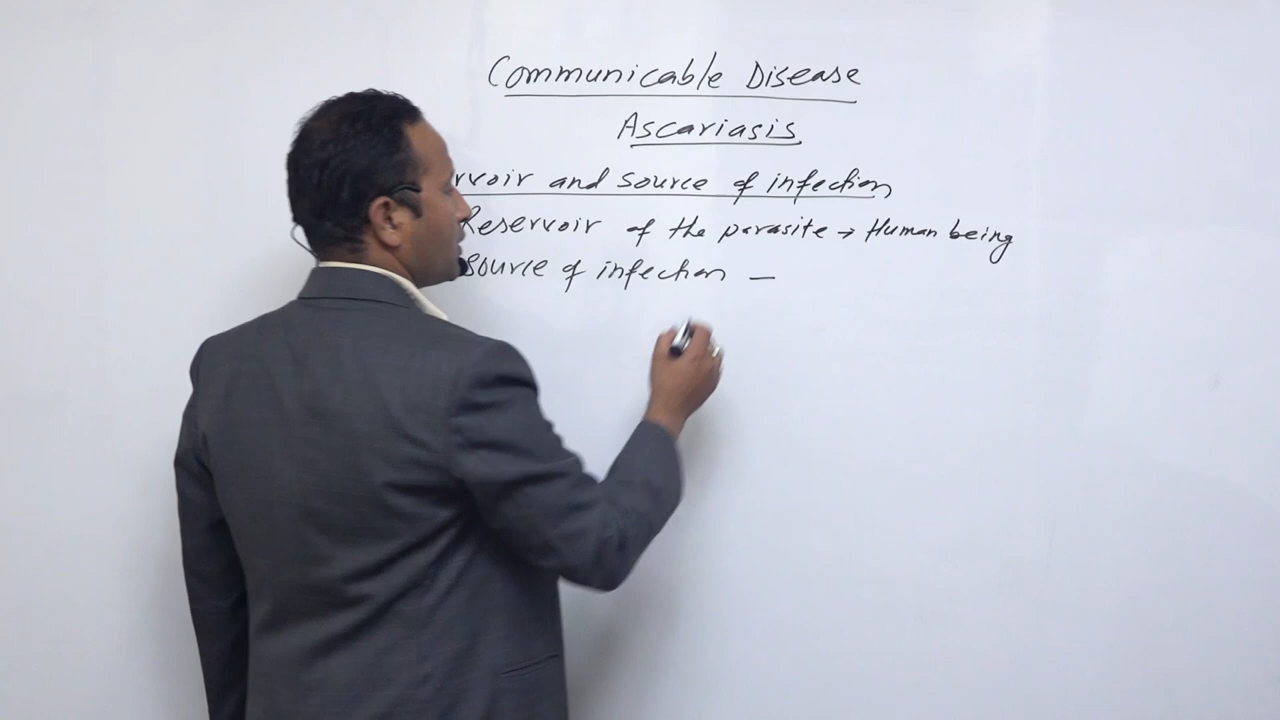 Communicable Disease
Ascariasis
rvoir and source of infection
Reservoir of the parasite → Human being
source of infection —